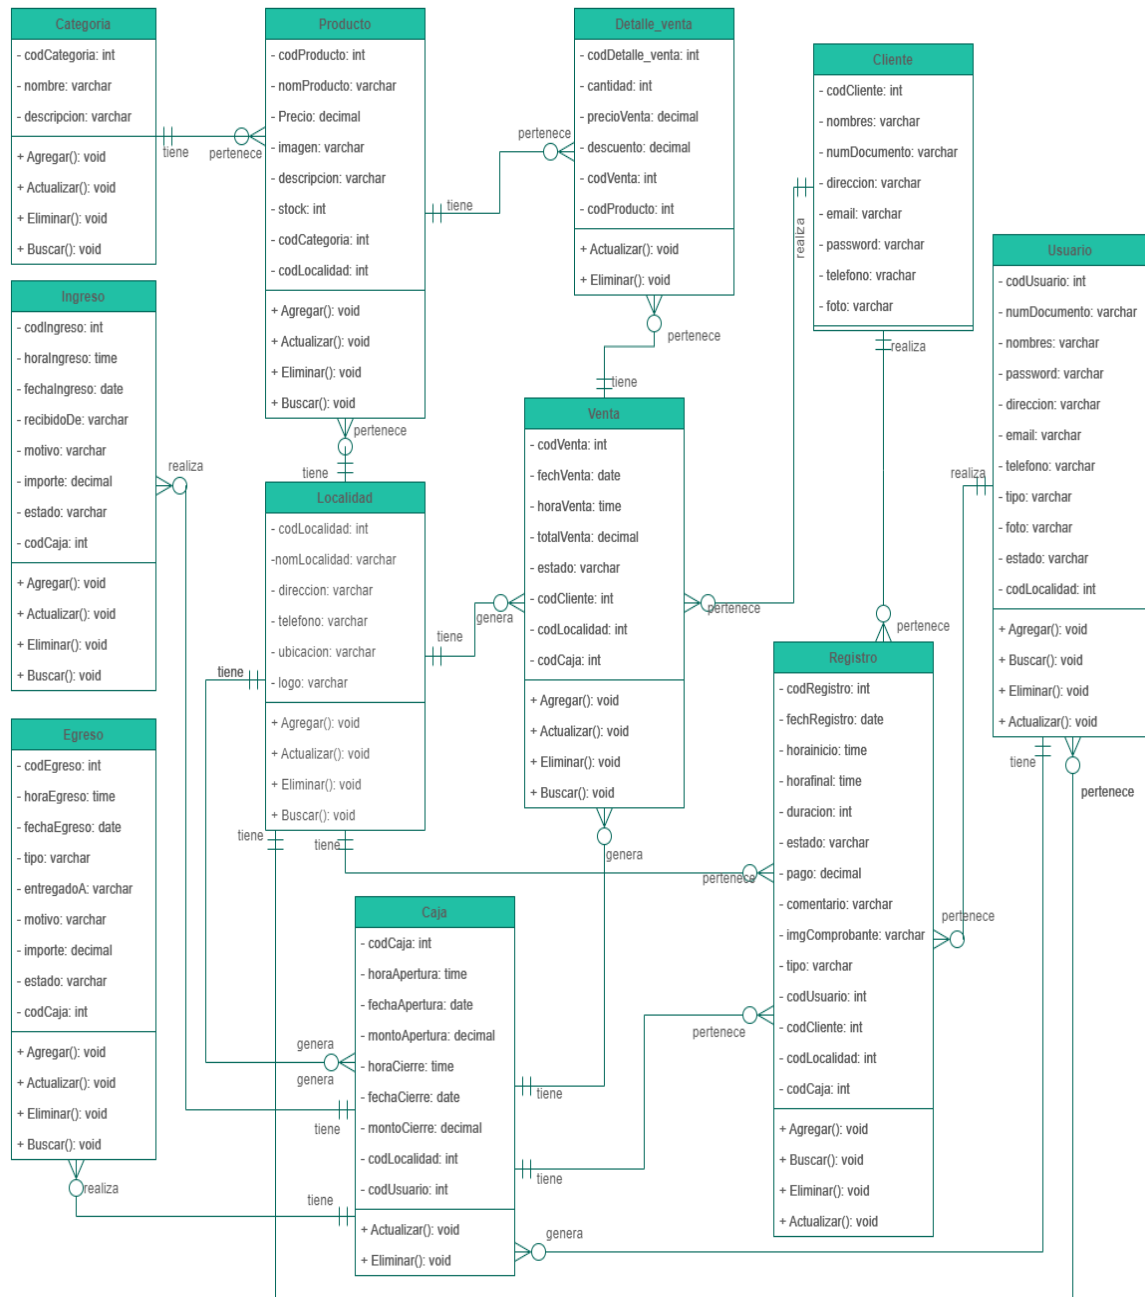 Categoria
- codCategoria: int
- nombre: varchar
- descripcion: varchar
+ Agregar(): void
+ Actualizar(): void
+ Eliminar(): void
+ Buscar(): void
tiene
pertenece
Producto
- codProducto: int
- nomProducto: varchar
- Precio: decimal
- imagen: varchar
- descripcion: varchar
- stock: int
- codCategoria: int
- codLocalidad: int
+ Agregar(): void
+ Actualizar(): void
+ Eliminar(): void
+ Buscar(): void
tiene
pertenece
pertenece
tiene
Detalle_venta
- codDetalle_venta: int
- cantidad: int
- precioVenta: decimal
- descuento: decimal
- codVenta: int
- codProducto: int
+ Actualizar(): void
+ Eliminar(): void
pertenece
tiene
Cliente
- codCliente: int
- nombres: varchar
- numDocumento: varchar
- direccion: varchar
- email: varchar
- password: varchar
- telefono: vrachar
- foto: varchar
realiza
realiza
pertenece
pertenece
Usuario
- codUsuario: int
- numDocumento: varchar
- nombres: varchar
- password: varchar
- direccion: varchar
- email: varchar
- telefono: varchar
- tipo: varchar
- foto: varchar
- estado: varchar
- codLocalidad: int
+ Agregar(): void
+ Buscar(): void
+ Eliminar(): void
+ Actualizar(): void
realiza
tiene
pertenece
Ingreso
- codIngreso: int
- horaIngreso: time
- fechaIngreso: date
- recibidoDe: varchar
- motivo: varchar
- importe: decimal
- estado: varchar
- codCaja: int
+ Agregar(): void
+ Actualizar(): void
+ Eliminar(): void
+ Buscar(): void
realiza
Localidad
- codLocalidad: int
-nomLocalidad: varchar
- direccion: varchar
- telefono: varchar
- ubicacion: varchar
- logo: varchar
+ Agregar(): void
+ Actualizar(): void
+ Eliminar(): void
+ Buscar(): void
tiene
tiene
genera
tiene
tiene
Venta
- codVenta: int
- fechVenta: date
- horaVenta: time
- totalVenta: decimal
- estado: varchar
- codCliente: int
- codLocalidad: int
- codCaja: int
+ Agregar(): void
+ Actualizar(): void
+ Eliminar(): void
+ Buscar(): void
genera
Registro
- codRegistro: int
- fechRegistro: date
- horainicio: time
- horafinal: time
- duracion: int
- estado: varchar
- pago: decimal
- comentario: varchar
- imgComprobante: varchar
- tipo: varchar
- codUsuario: int
- codCliente: int
- codLocalidad: int
- codCaja: int
+ Agregar(): void
+ Buscar(): void
+ Eliminar(): void
+ Actualizar(): void
pertenece
pertenece
pertenece
Egreso
- codEgreso: int
- horaEgreso: time
- fechaEgreso: date
- tipo: varchar
- entregadoA: varchar
- motivo: varchar
- importe: decimal
- estado: varchar
- codCaja: int
+ Agregar(): void
+ Actualizar(): void
+ Eliminar(): void
+ Buscar(): void
realiza
Caja
- codCaja: int
- horaApertura: time
- fechaApertura: date
- montoApertura: decimal
- horaCierre: time
- fechaCierre: date
- montoCierre: decimal
- codLocalidad: int
- codUsuario: int
+ Actualizar(): void
+ Eliminar(): void
genera
genera
tiene
tiene
tiene
tiene
genera